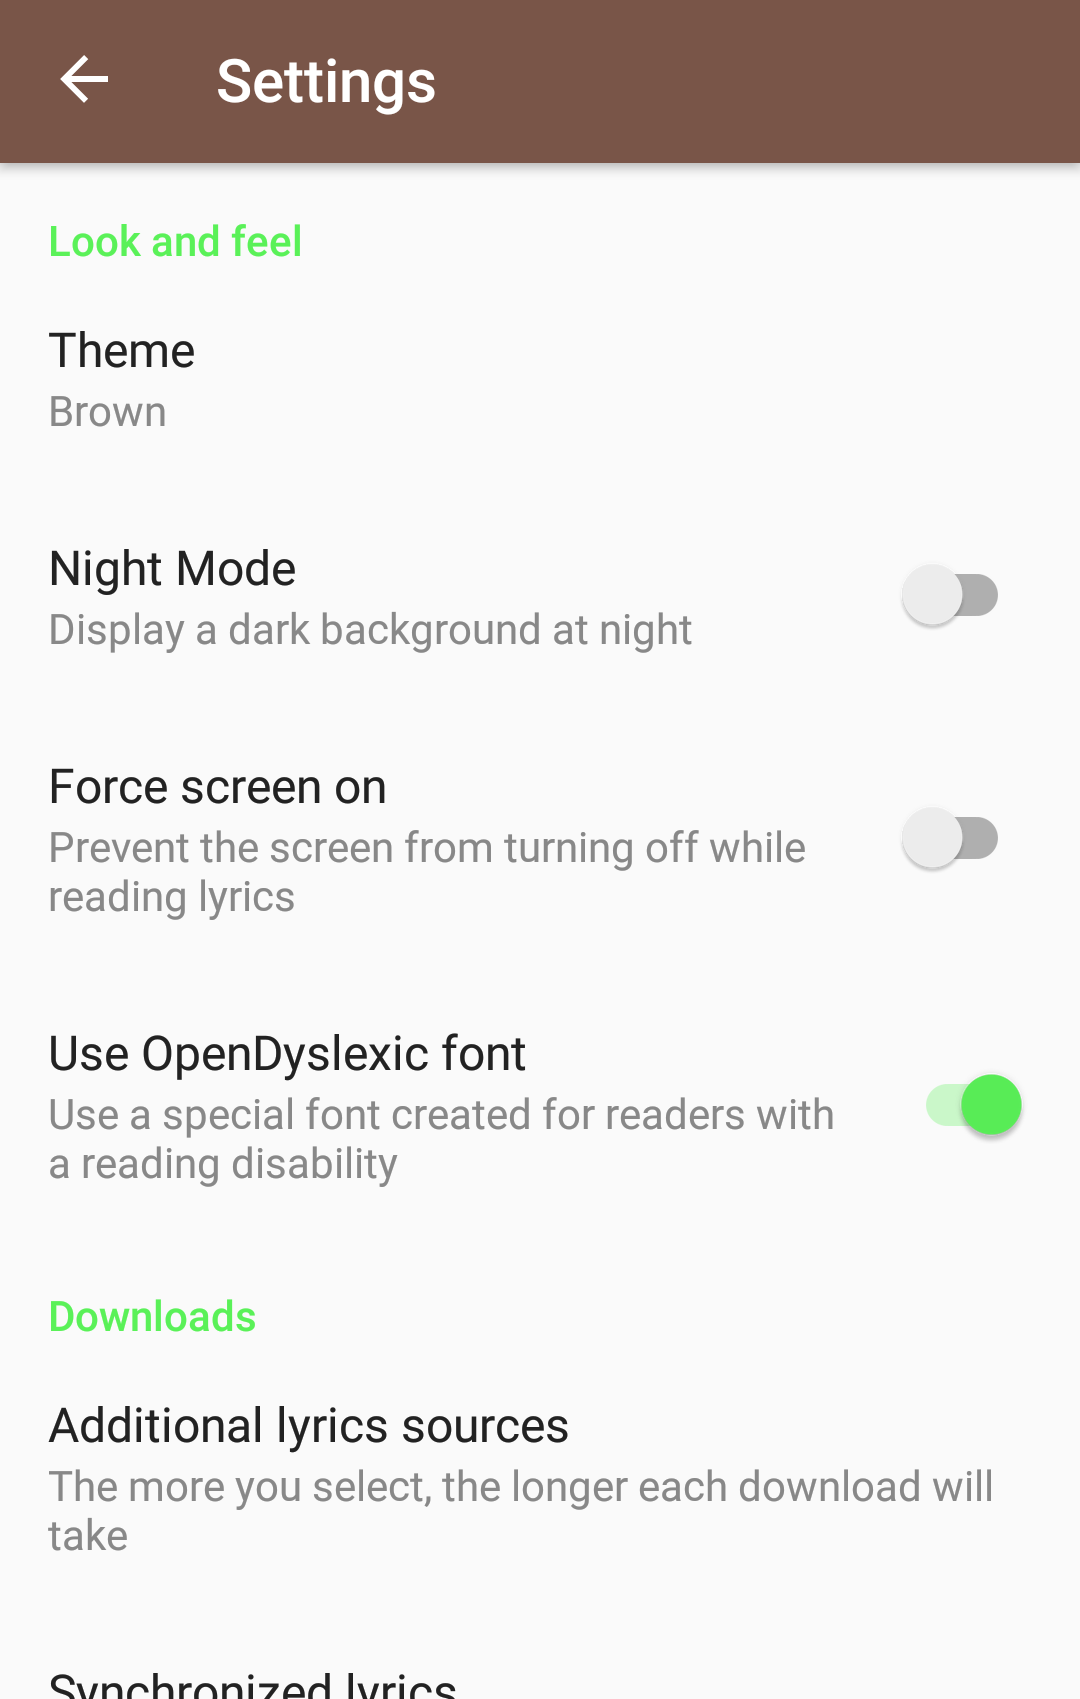 Settings
Look and feel
Theme
Brown
Night Mode
Display a dark background at night
Force screen on
Prevent the screen from turning off while
reading lyrics
Use OpenDyslexic font
Use a special font created for readers with
a reading disability
Downloads
Additional lyrics sources
The more you select, the longer each download will
take
Synchronized lyrics